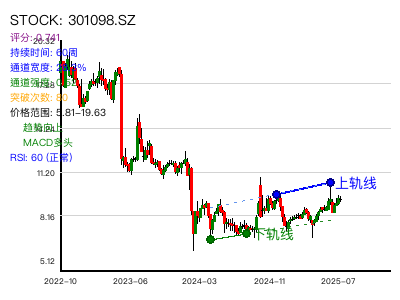 STOCK: 301098.SZ
评分: 0.741
20.32
持续时间: 60周
通道宽度:
通道强度:
突破次数:
价格范围: 5.81–19.63
趋势向上
MACD多头
RSI: 60 (正常)
11.20
8.16
5.12
上轨线
下轨线
2022–10
2023–06
2024–03
2024–11
2025–07